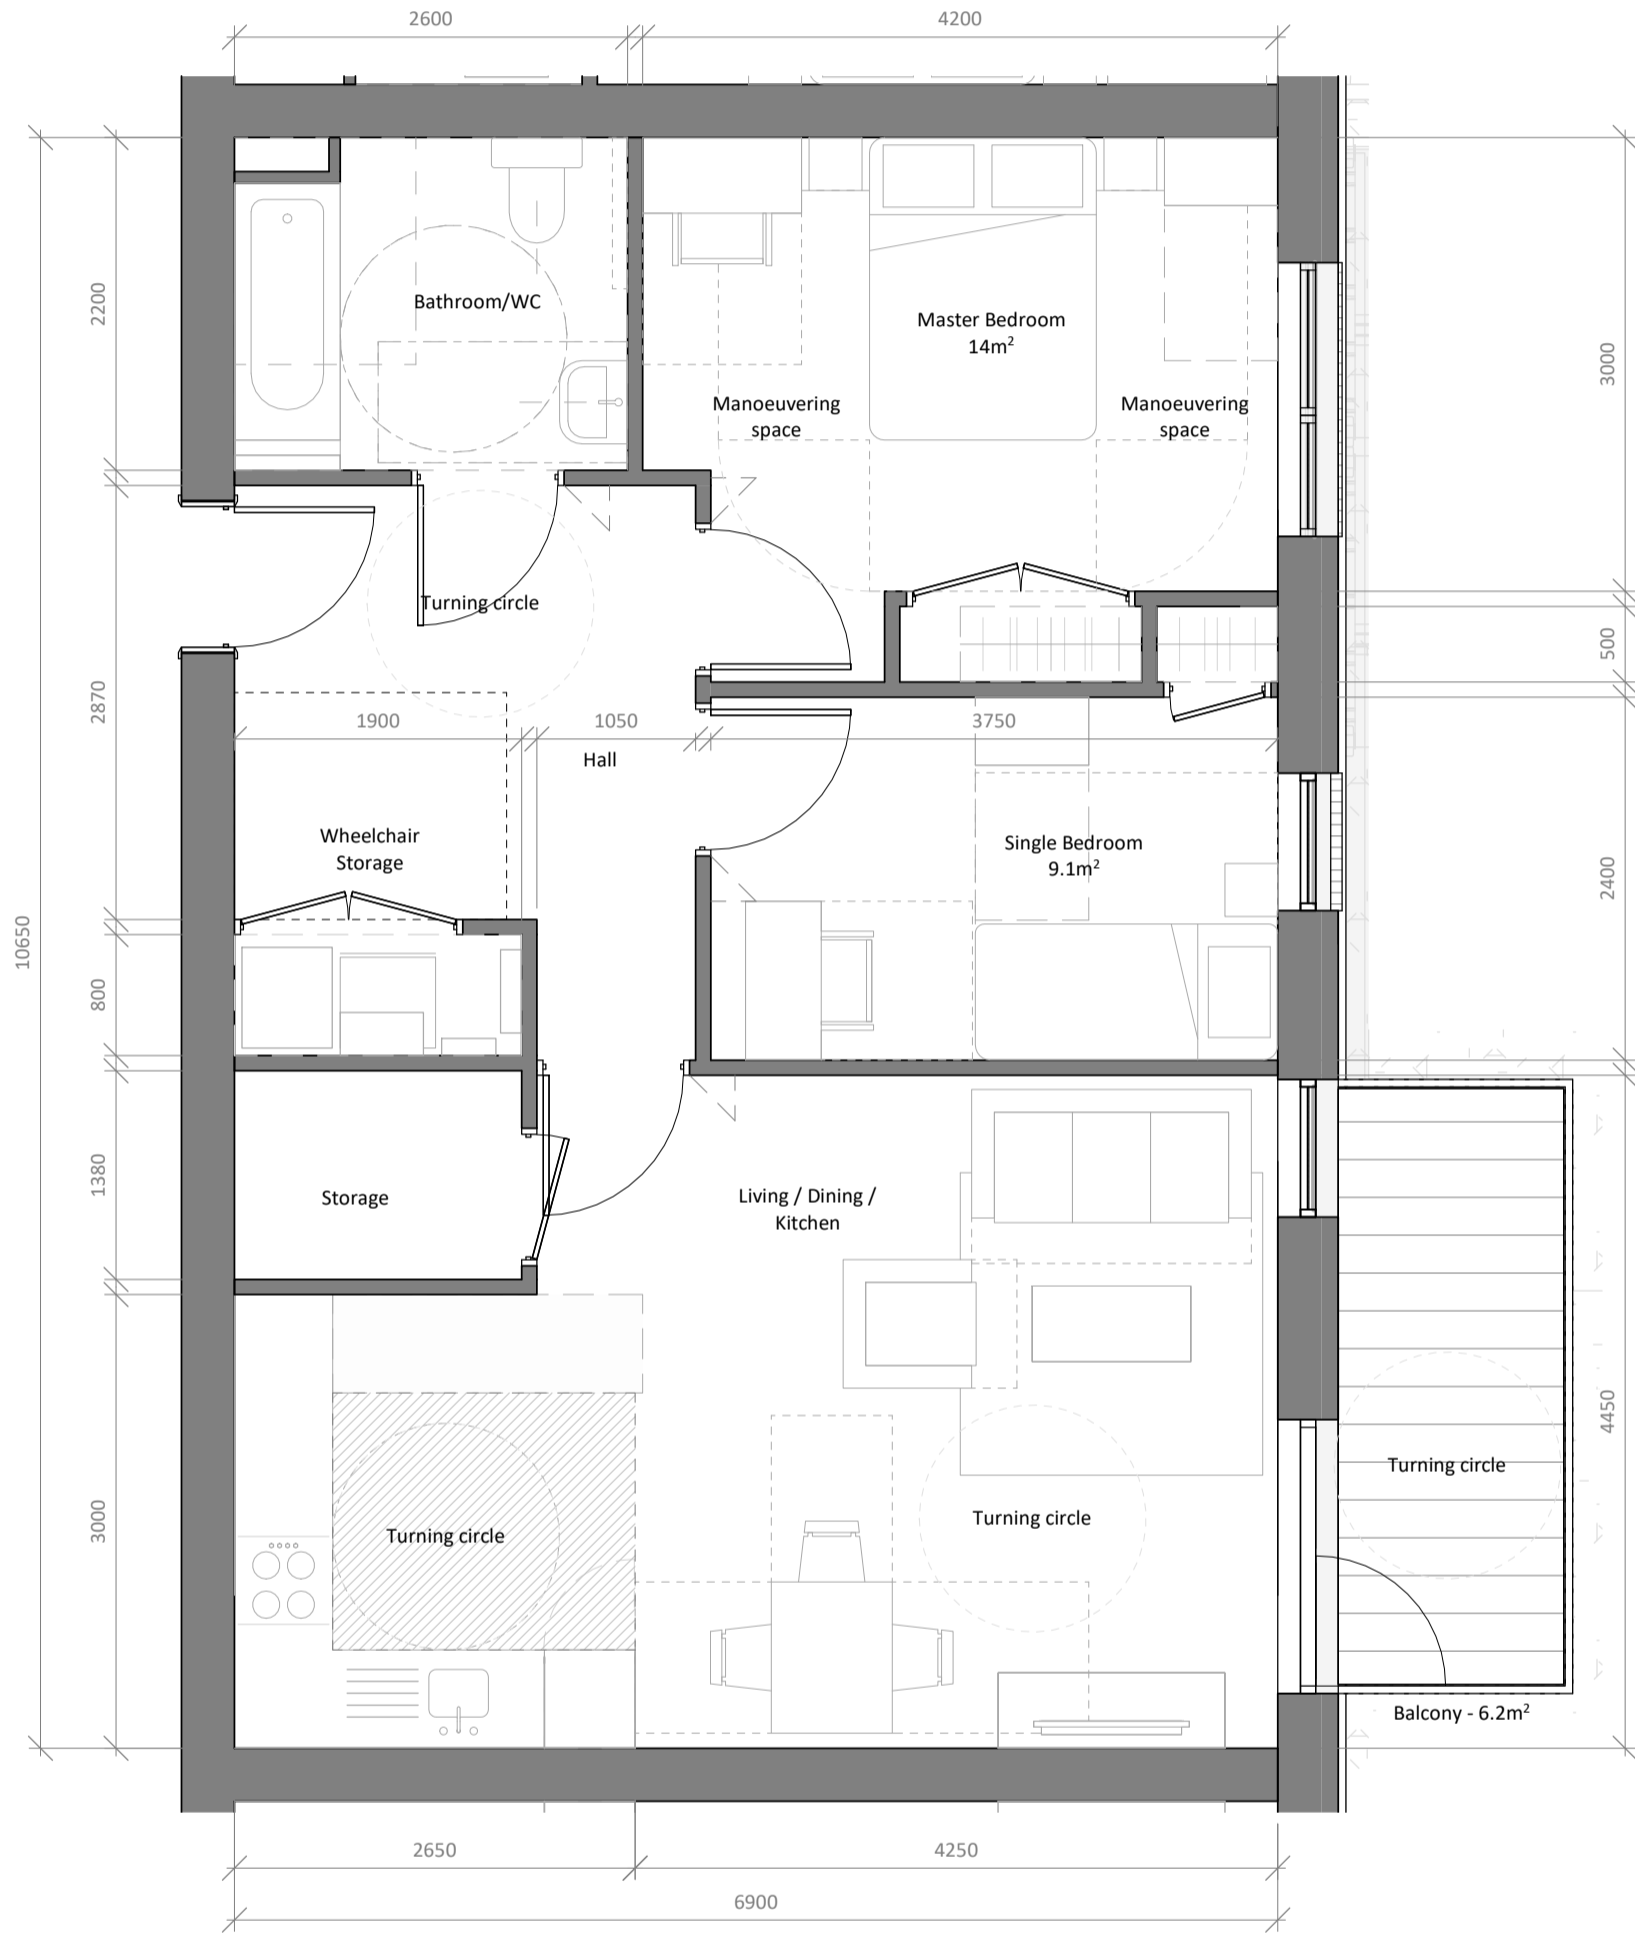 2600
4200
2200
Bathroom/WC
Master Bedroom
14m²
3000
Manoeuvering
space
Manoeuvering
space
Turning circle
500
2870
1900
1050
3750
Hall
Wheelchair
Storage
Single Bedroom
9.1m²
2400
10650
800
1380
Storage
Living / Dining /
Kitchen
4450
Turning circle
3000
Turning circle
Turning circle
Balcony - 6.2m²
2650
4250
6900